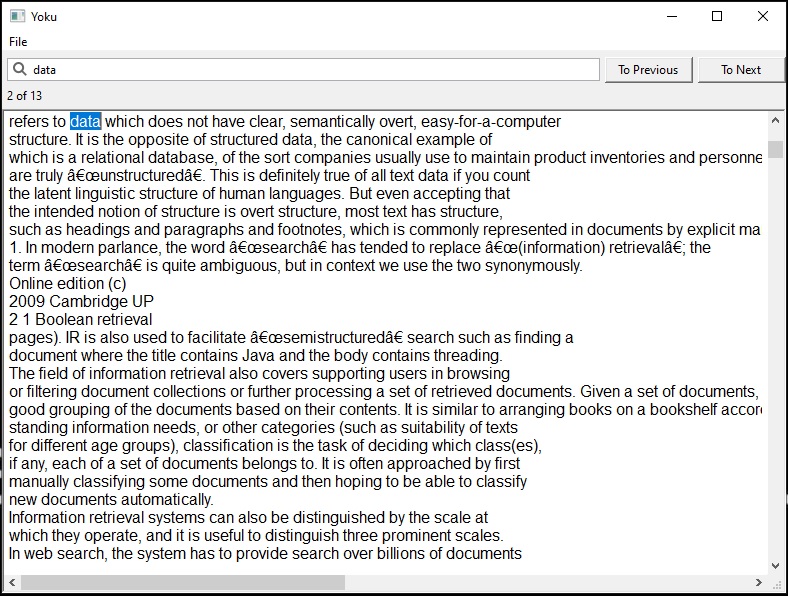 Yoku
File
data
To Previous
To Next
2 of 13
refers to data which does not have clear, semantically overt, easy-for-a-computer
structure. It is the opposite of structured data, the canonical example of
which is a relational database, of the sort companies usually use to maintain product inventories and personne
are truly â€œunstructuredâ€. This is definitely true of all text data if you count
the latent linguistic structure of human languages. But even accepting that
the intended notion of structure is overt structure, most text has structure,
such as headings and paragraphs and footnotes, which is commonly represented in documents by explicit ma
1. In modern parlance, the word â€œsearchâ€ has tended to replace â€œ(information) retrievalâ€; the
term â€œsearchâ€ is quite ambiguous, but in context we use the two synonymously.
Online edition (c)
2009 Cambridge UP
2 1 Boolean retrieval
pages). IR is also used to facilitate â€œsemistructuredâ€ search such as finding a
document where the title contains Java and the body contains threading.
The field of information retrieval also covers supporting users in browsing
or filtering document collections or further processing a set of retrieved documents. Given a set of documents,
good grouping of the documents based on their contents. It is similar to arranging books on a bookshelf accor
standing information needs, or other categories (such as suitability of texts
for different age groups), classification is the task of deciding which class(es),
if any, each of a set of documents belongs to. It is often approached by first
manually classifying some documents and then hoping to be able to classify
new documents automatically.
Information retrieval systems can also be distinguished by the scale at
which they operate, and it is useful to distinguish three prominent scales.
In web search, the system has to provide search over billions of documents